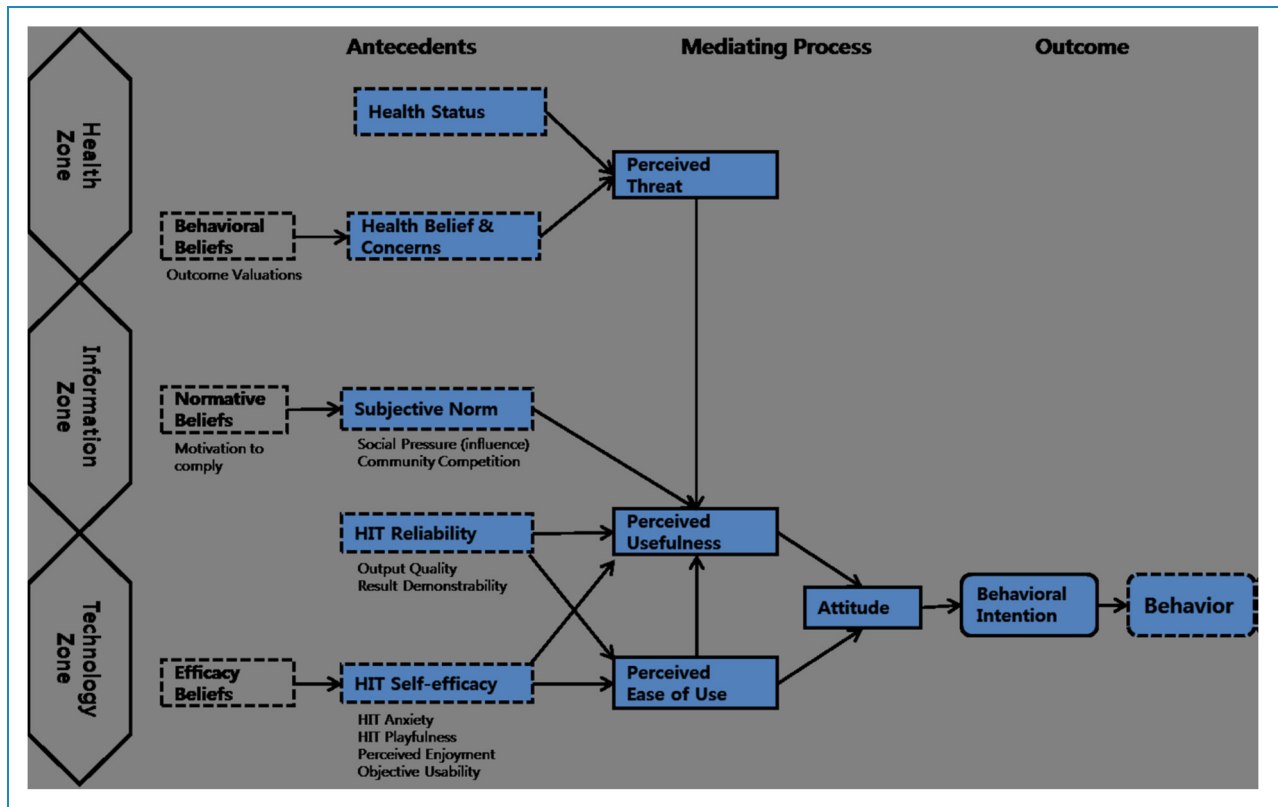 Antecedents
Mediating Process
Outcome
Health
Zone
Health Status
Perceived
Threat
Behavioral
Beliefs
Outcome Valuations
Health Belief &
Concerns
Information
Zone
Normative
Beliefs
Motivation to
comply
Subjective Norm
Social Pressure (influence)
Community Competition
HIT Reliability
Output Quality
Result Demonstrability
Perceived
Usefulness
Technology
Zone
Efficacy
Beliefs
HIT Self-efficacy
HIT Anxiety
HIT Playfulness
Perceived Enjoyment
Objective Usability
Perceived
Ease of Use
Attitude
Behavioral
Intention
Behavior